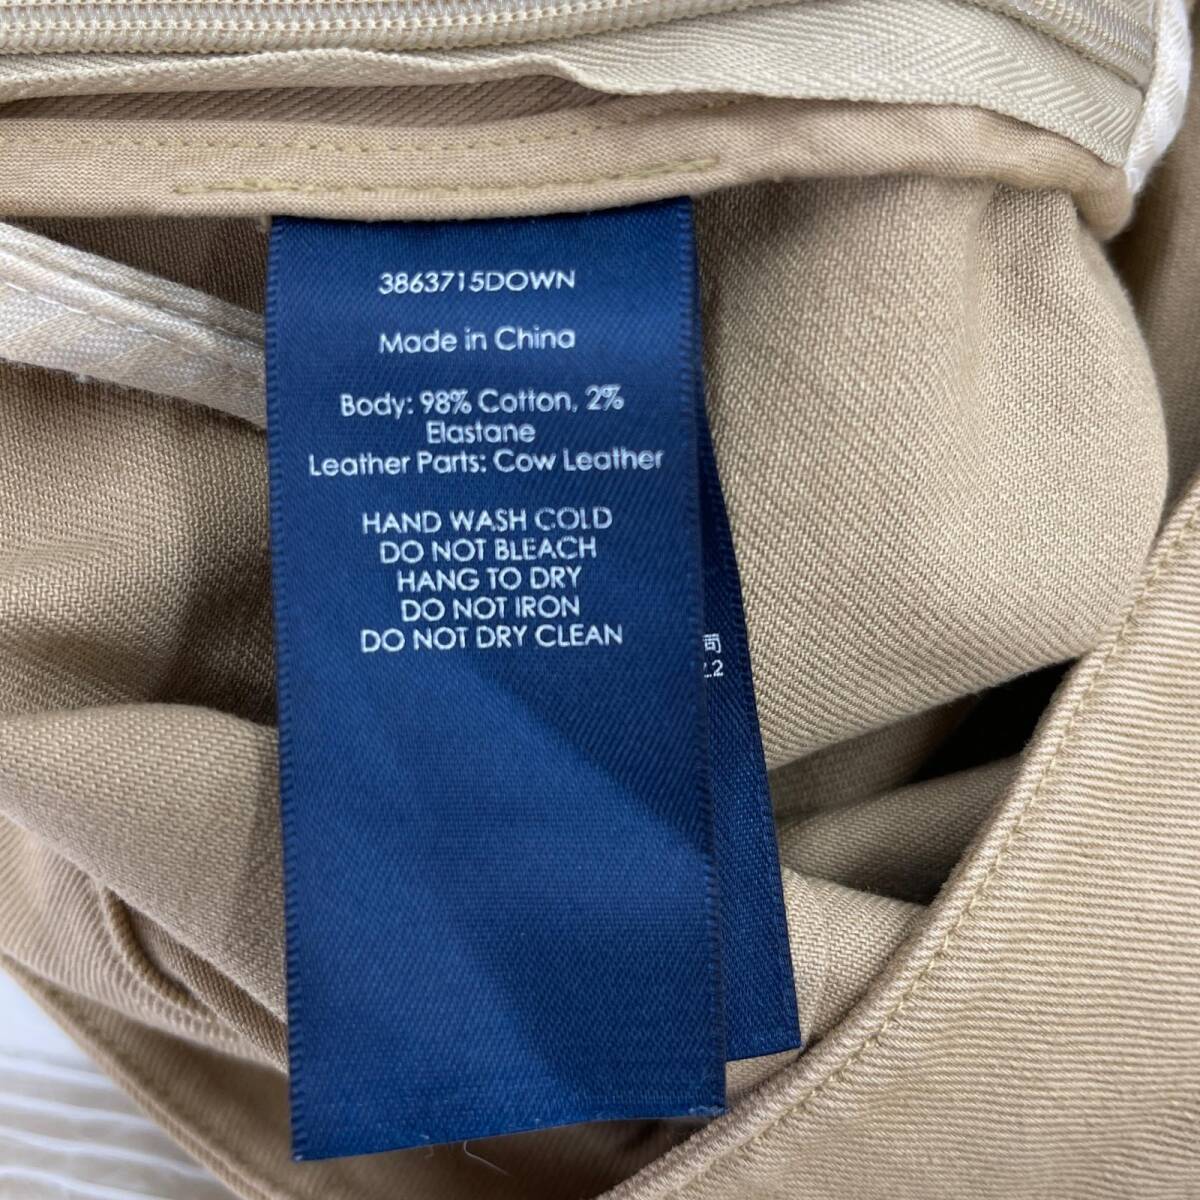 3863715DOWN
Made in China
Body: 98% Cotton, 2%
Elastane
Leather Parts: Cow Leather
HAND WASH COLD
DO NOT BLEACH
HANG TO DRY
DO NOT IRON
DO NOT DRY CLEAN